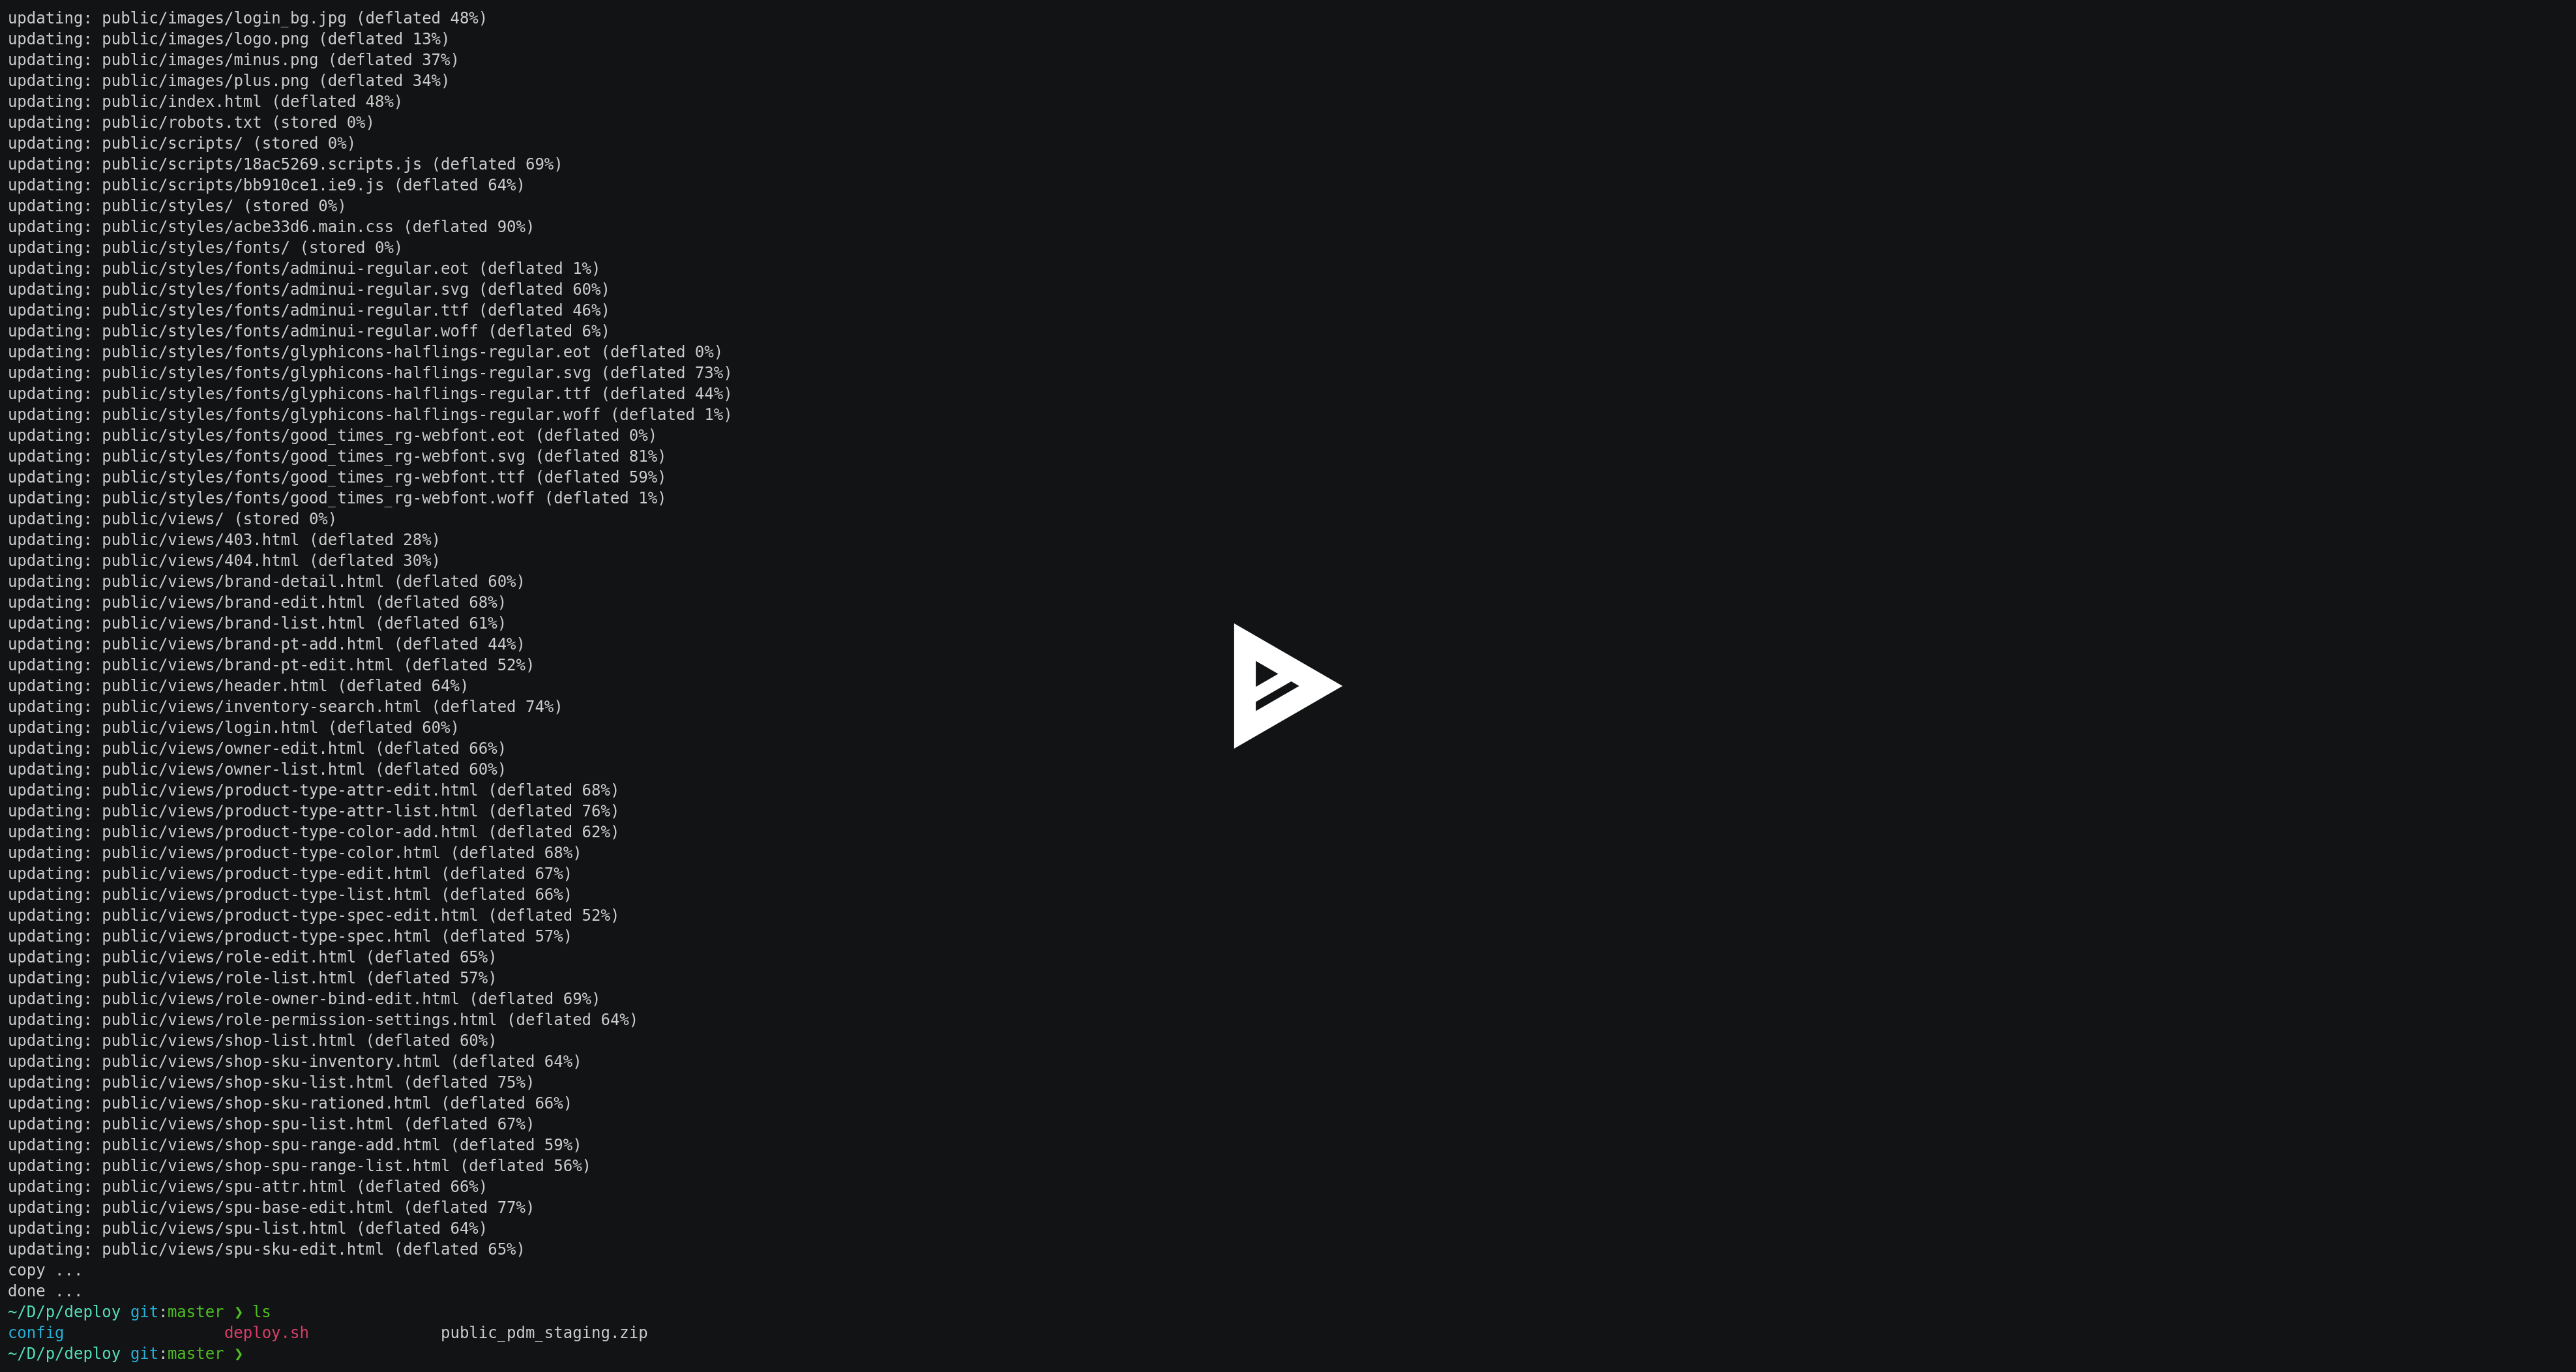 updating: public/images/login_bg.jpg (deflated 48%)
updating: public/images/logo.png (deflated 13%)
updating: public/images/minus.png (deflated 37%)
updating: public/images/plus.png (deflated 34%)
updating: public/index.html (deflated 48%)
updating: public/robots.txt (stored 0%)
updating: public/scripts/ (stored 0%)
updating: public/scripts/18ac5269.scripts.js (deflated 69%)
updating: public/scripts/bb910ce1.ie9.js (deflated 64%)
updating: public/styles/ (stored 0%)
updating: public/styles/acbe33d6.main.css (deflated 90%)
updating: public/styles/fonts/ (stored 0%)
updating: public/styles/fonts/adminui-regular.eot (deflated 1%)
updating: public/styles/fonts/adminui-regular.svg (deflated 60%)
updating: public/styles/fonts/adminui-regular.ttf (deflated 46%)
updating: public/styles/fonts/adminui-regular.woff (deflated 6%)
updating: public/styles/fonts/glyphicons-halflings-regular.eot (deflated 0%)
updating: public/styles/fonts/glyphicons-halflings-regular.svg (deflated 73%)
updating: public/styles/fonts/glyphicons-halflings-regular.ttf (deflated 44%)
updating: public/styles/fonts/glyphicons-halflings-regular.woff (deflated 1%)
updating: public/styles/fonts/good_times_rg-webfont.eot (deflated 0%)
updating: public/styles/fonts/good_times_rg-webfont.svg (deflated 81%)
updating: public/styles/fonts/good_times_rg-webfont.ttf (deflated 59%)
updating: public/styles/fonts/good_times_rg-webfont.woff (deflated 1%)
updating: public/views/ (stored 0%)
updating: public/views/403.html (deflated 28%)
updating: public/views/404.html (deflated 30%)
updating: public/views/brand-detail.html (deflated 60%)
updating: public/views/brand-edit.html (deflated 68%)
updating: public/views/brand-list.html (deflated 61%)
updating: public/views/brand-pt-add.html (deflated 44%)
updating: public/views/brand-pt-edit.html (deflated 52%)
updating: public/views/header.html (deflated 64%)
updating: public/views/inventory-search.html (deflated 74%)
updating: public/views/login.html (deflated 60%)
updating: public/views/owner-edit.html (deflated 66%)
updating: public/views/owner-list.html (deflated 60%)
updating: public/views/product-type-attr-edit.html (deflated 68%)
updating: public/views/product-type-attr-list.html (deflated 76%)
updating: public/views/product-type-color-add.html (deflated 62%)
updating: public/views/product-type-color.html (deflated 68%)
updating: public/views/product-type-edit.html (deflated 67%)
updating: public/views/product-type-list.html (deflated 66%)
updating: public/views/product-type-spec-edit.html (deflated 52%)
updating: public/views/product-type-spec.html (deflated 57%)
updating: public/views/role-edit.html (deflated 65%)
updating: public/views/role-list.html (deflated 57%)
updating: public/views/role-owner-bind-edit.html (deflated 69%)
updating: public/views/role-permission-settings.html (deflated 64%)
updating: public/views/shop-list.html (deflated 60%)
updating: public/views/shop-sku-inventory.html (deflated 64%)
updating: public/views/shop-sku-list.html (deflated 75%)
updating: public/views/shop-sku-rationed.html (deflated 66%)
updating: public/views/shop-spu-list.html (deflated 67%)
updating: public/views/shop-spu-range-add.html (deflated 59%)
updating: public/views/shop-spu-range-list.html (deflated 56%)
updating: public/views/spu-attr.html (deflated 66%)
updating: public/views/spu-base-edit.html (deflated 77%)
updating: public/views/spu-list.html (deflated 64%)
updating: public/views/spu-sku-edit.html (deflated 65%)
copy ...
done ...
~/D/p/deploy git:master ❯ ls
config deploy.sh public_pdm_staging.zip
~/D/p/deploy git:master ❯